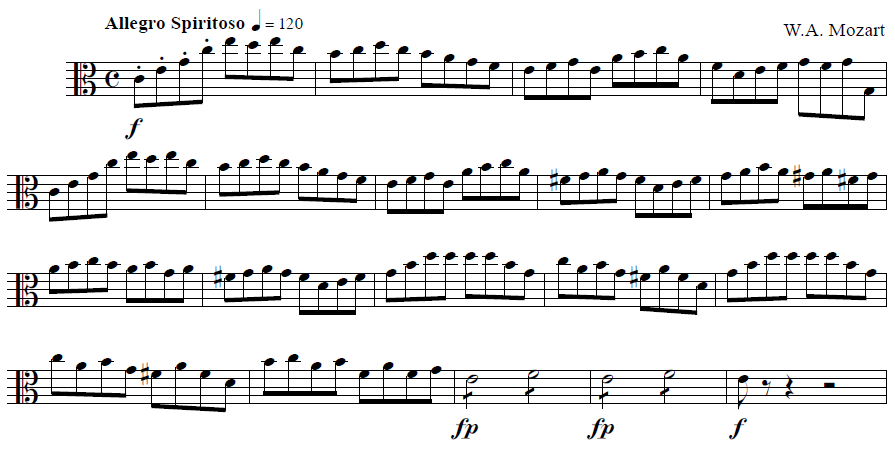 Allegro Spiritoso ♩ = 120
W.A. Mozart
f
fp fp f